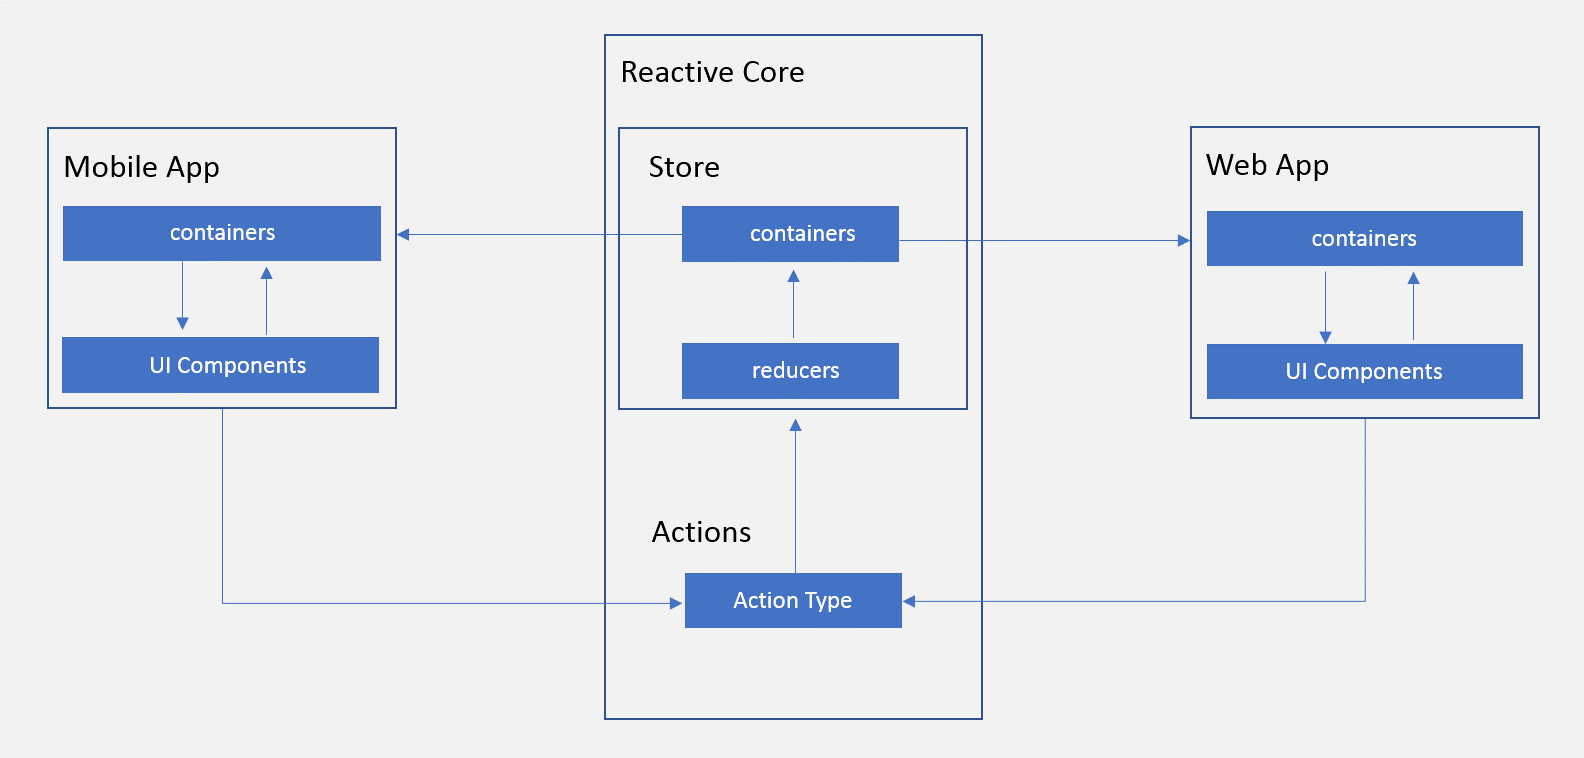 Reactive Core
Mobile App
containers
UI Components
Store
containers
reducers
Actions
Action Type
Web App
containers
UI Components